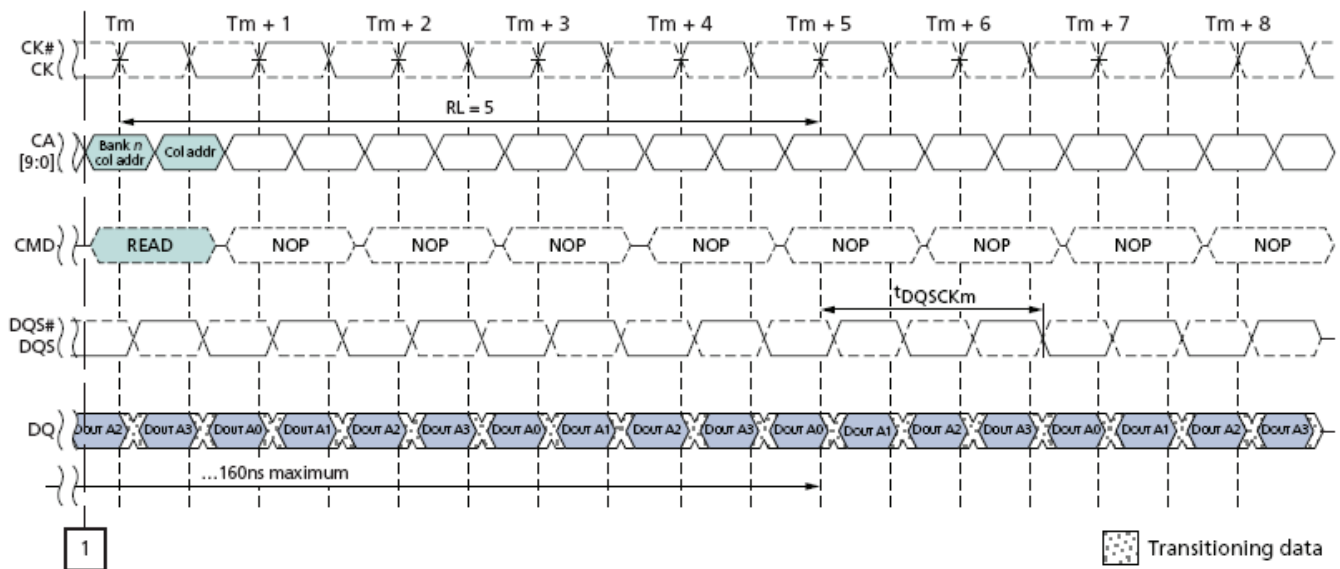 Tm Tm + 1 Tm + 2 Tm + 3 Tm + 4 Tm + 5 Tm + 6 Tm + 7 Tm + 8
CK#
CK
RL = 5
CA
[9:0]
Bank n
col addr
Col addr
CMD READ NOP NOP NOP NOP NOP NOP NOP NOP
tDQSCKm
DQS#
DQS
DQ DOUT A2 DOUT A3 DOUT A0 DOUT A1 DOUT A2 DOUT A3 DOUT A0 DOUT A1 DOUT A2 DOUT A3 DOUT A0 DOUT A1 DOUT A2 DOUT A3 DOUT A0 DOUT A1 DOUT A2 DOUT A3
...160ns maximum
1
Transitioning data